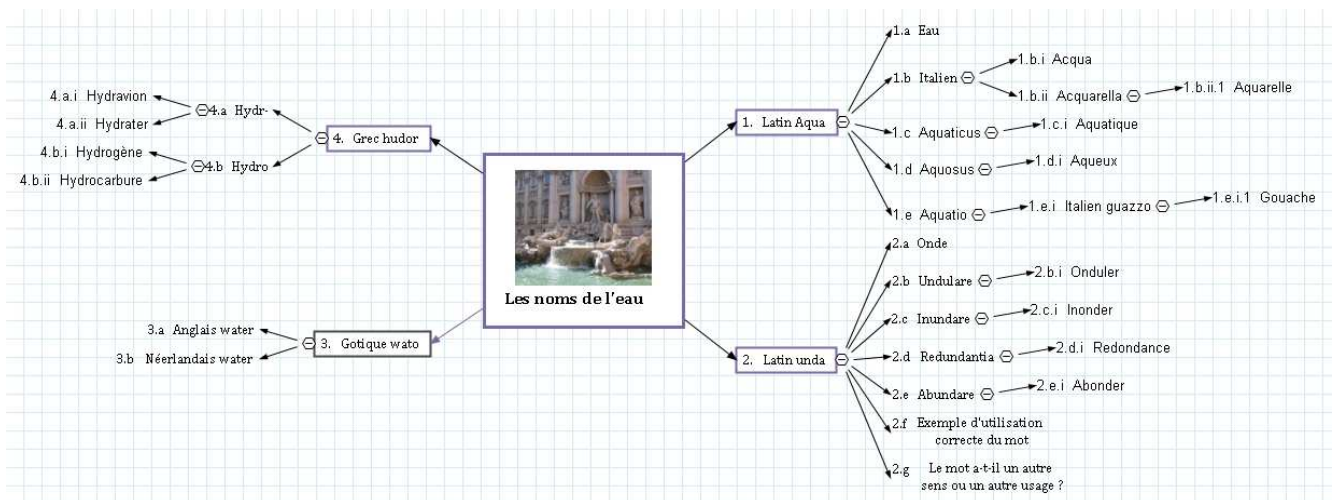 Les noms de l'eau
1. Latin Aqua
1.a Eau
1.b Italien
1.b.i Acqua
1.b.ii Acquarella
1.b.ii.1 Aquarelle
1.c Aquaticus
1.c.i Aquatique
1.d Aquosus
1.d.i Aqueux
1.e Aquatio
1.e.i Italien guazzo
1.e.i.1 Gouache
2. Latin unda
2.a Onde
2.b Undulare
2.b.i Onduler
2.c Inundare
2.c.i Inonder
2.d Redundantia
2.d.i Redondance
2.e Abundare
2.e.i Abonder
2.f Exemple d'utilisation
correcte du mot
2.g Le mot a-t-il un autre
sens ou un autre usage ?
3. Gotique wato
3.a Anglais water
3.b Néerlandais water
4. Grec hudor
4.a Hydr-
4.a.i Hydravion
4.a.ii Hydrater
4.b Hydro
4.b.i Hydrogène
4.b.ii Hydrocarbure